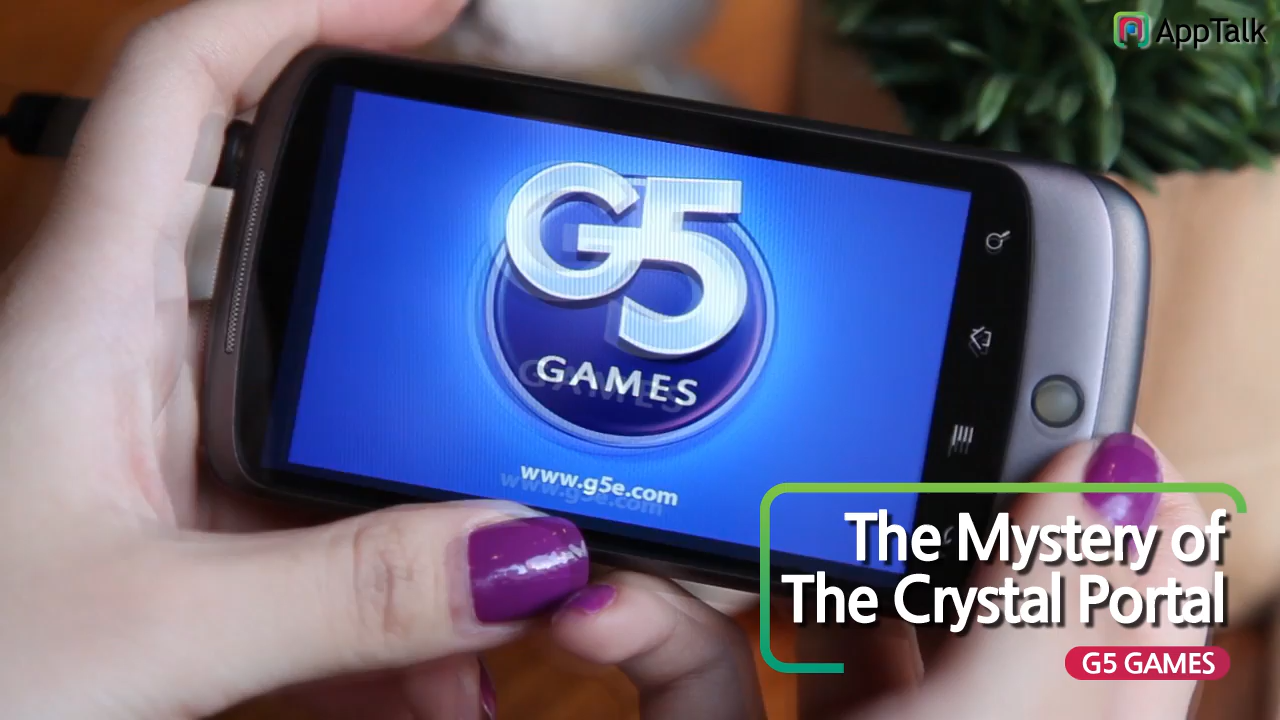 AppTalk
G5
GAMES
www.g5e.com
The Mystery of
The Crystal Portal
G5 GAMES